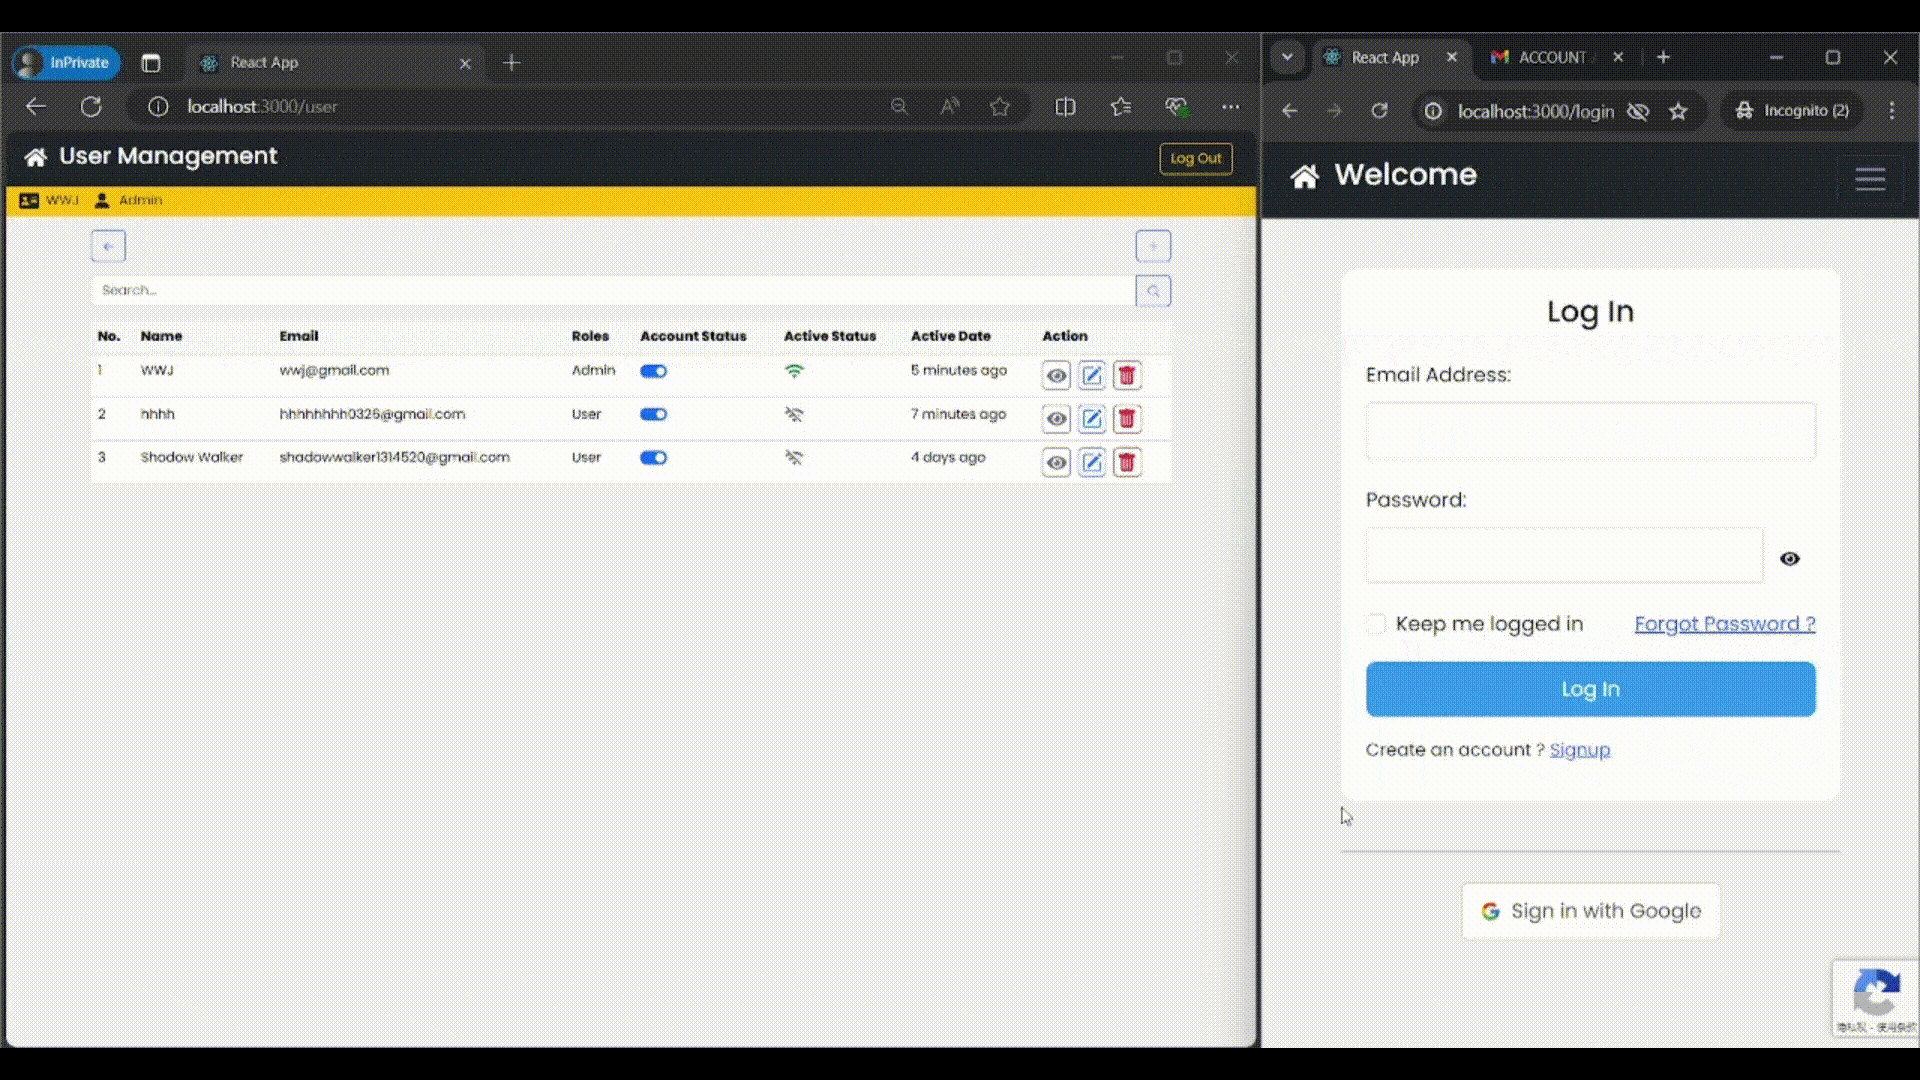 InPrivate
React App
localhost:3000/user
User Management
Log Out
WWJ Admin
Search...
No. Name Email Roles Account Status Active Status Active Date Action
1 WWJ wwj@gmail.com Admin 5 minutes ago
2 hhhh hhhhhhhh0326@gmail.com User 7 minutes ago
3 Shadow Walker shadowwalker1314520@gmail.com User 4 days ago
React App
ACCOUNT
localhost:3000/login
Incognito (2)
Welcome
Log In
Email Address:
Password:
Keep me logged in
Forgot Password ?
Log In
Create an account ? Signup
Sign in with Google